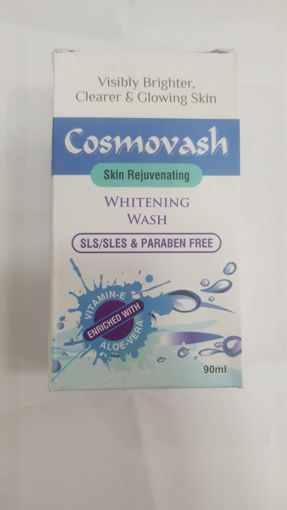 Visibly Brighter,
Clearer & Glowing Skin
Cosmovash
Skin Rejuvenating
WHITENING
WASH
SLS/SLES & PARABEN FREE
VITAMIN-E
ENRICHED WITH
ALOE-VERA
90ml